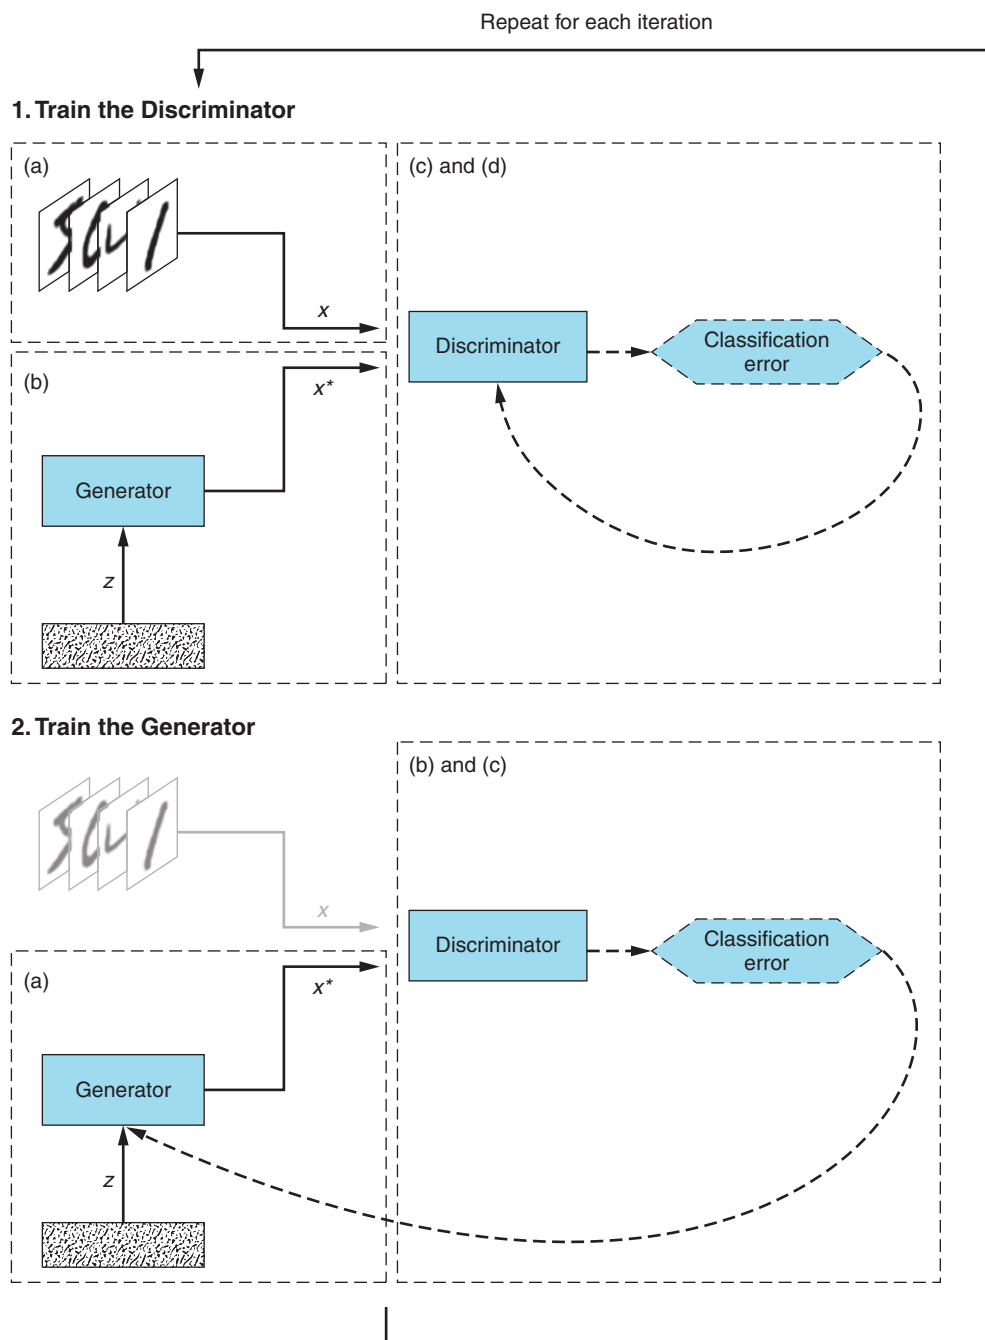 Repeat for each iteration
1. Train the Discriminator
(a)
x
(b)
x*
Generator
z
(c) and (d)
Discriminator
Classification
error
2. Train the Generator
x
(a)
x*
Generator
z
(b) and (c)
Discriminator
Classification
error